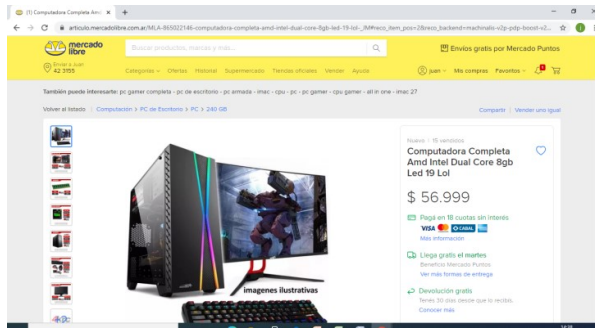 (1) Computadora Completa Amd
articulo.mercadolibre.com.ar/MLA-865022146-computadora-completa-amd-intel-dual-core-8gb-led-19-lol-_JM#reco_item_pos=2&reco_backend=machinalis-v2p-pdp-boost-v2...
mercado
libre
Buscar productos, marcas y más...
Envíos gratis por Mercado Puntos
Enviar a Juan
42 3155
Categorías Ofertas Historial Supermercado Tiendas oficiales Vender Ayuda
juan Mis compras Favoritos
También puede interesarte: pc gamer completa - pc de escritorio - pc armada - imac - cpu - pc - pc gamer - cpu gamer - all in one - imac 27
Volver al listado Computación > PC de Escritorio > PC > 240 GB
Compartir Vender uno igual
Nuevo 15 vendidos
Computadora Completa
Amd Intel Dual Core 8gb
Led 19 Lol
$ 56.999
Pagá en 18 cuotas sin interés
VISA CABAL
Más información
Llega gratis el martes
Beneficio Mercado Puntos
Ver más formas de entrega
Devolución gratis
Tenés 30 días desde que lo recibís.
Conocer más
imagenes ilustrativas
14:18